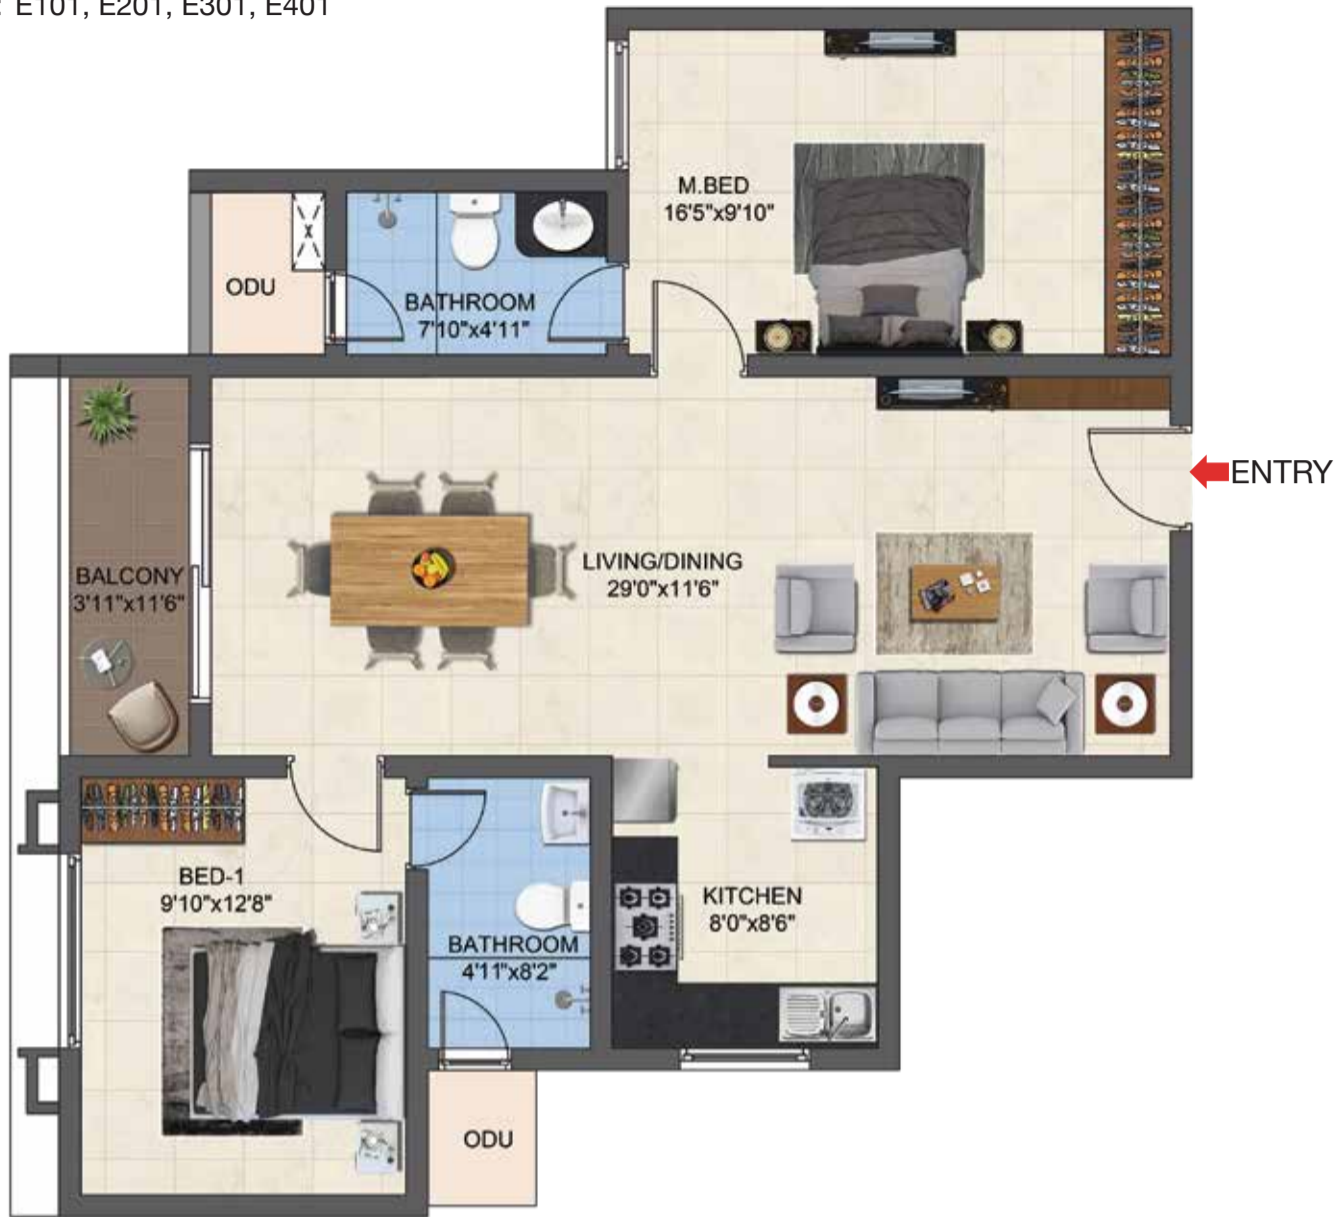 : E101, E201, E301, E401
M.BED
16'5"x9'10"
ODU
BATHROOM
7'10"x4'11"
ENTRY
LIVING/DINING
29'0"x11'6"
BALCONY
3'11"x11'6"
BED-1
9'10"x12'8"
KITCHEN
8'0"x8'6"
BATHROOM
4'11"x8'2"
ODU